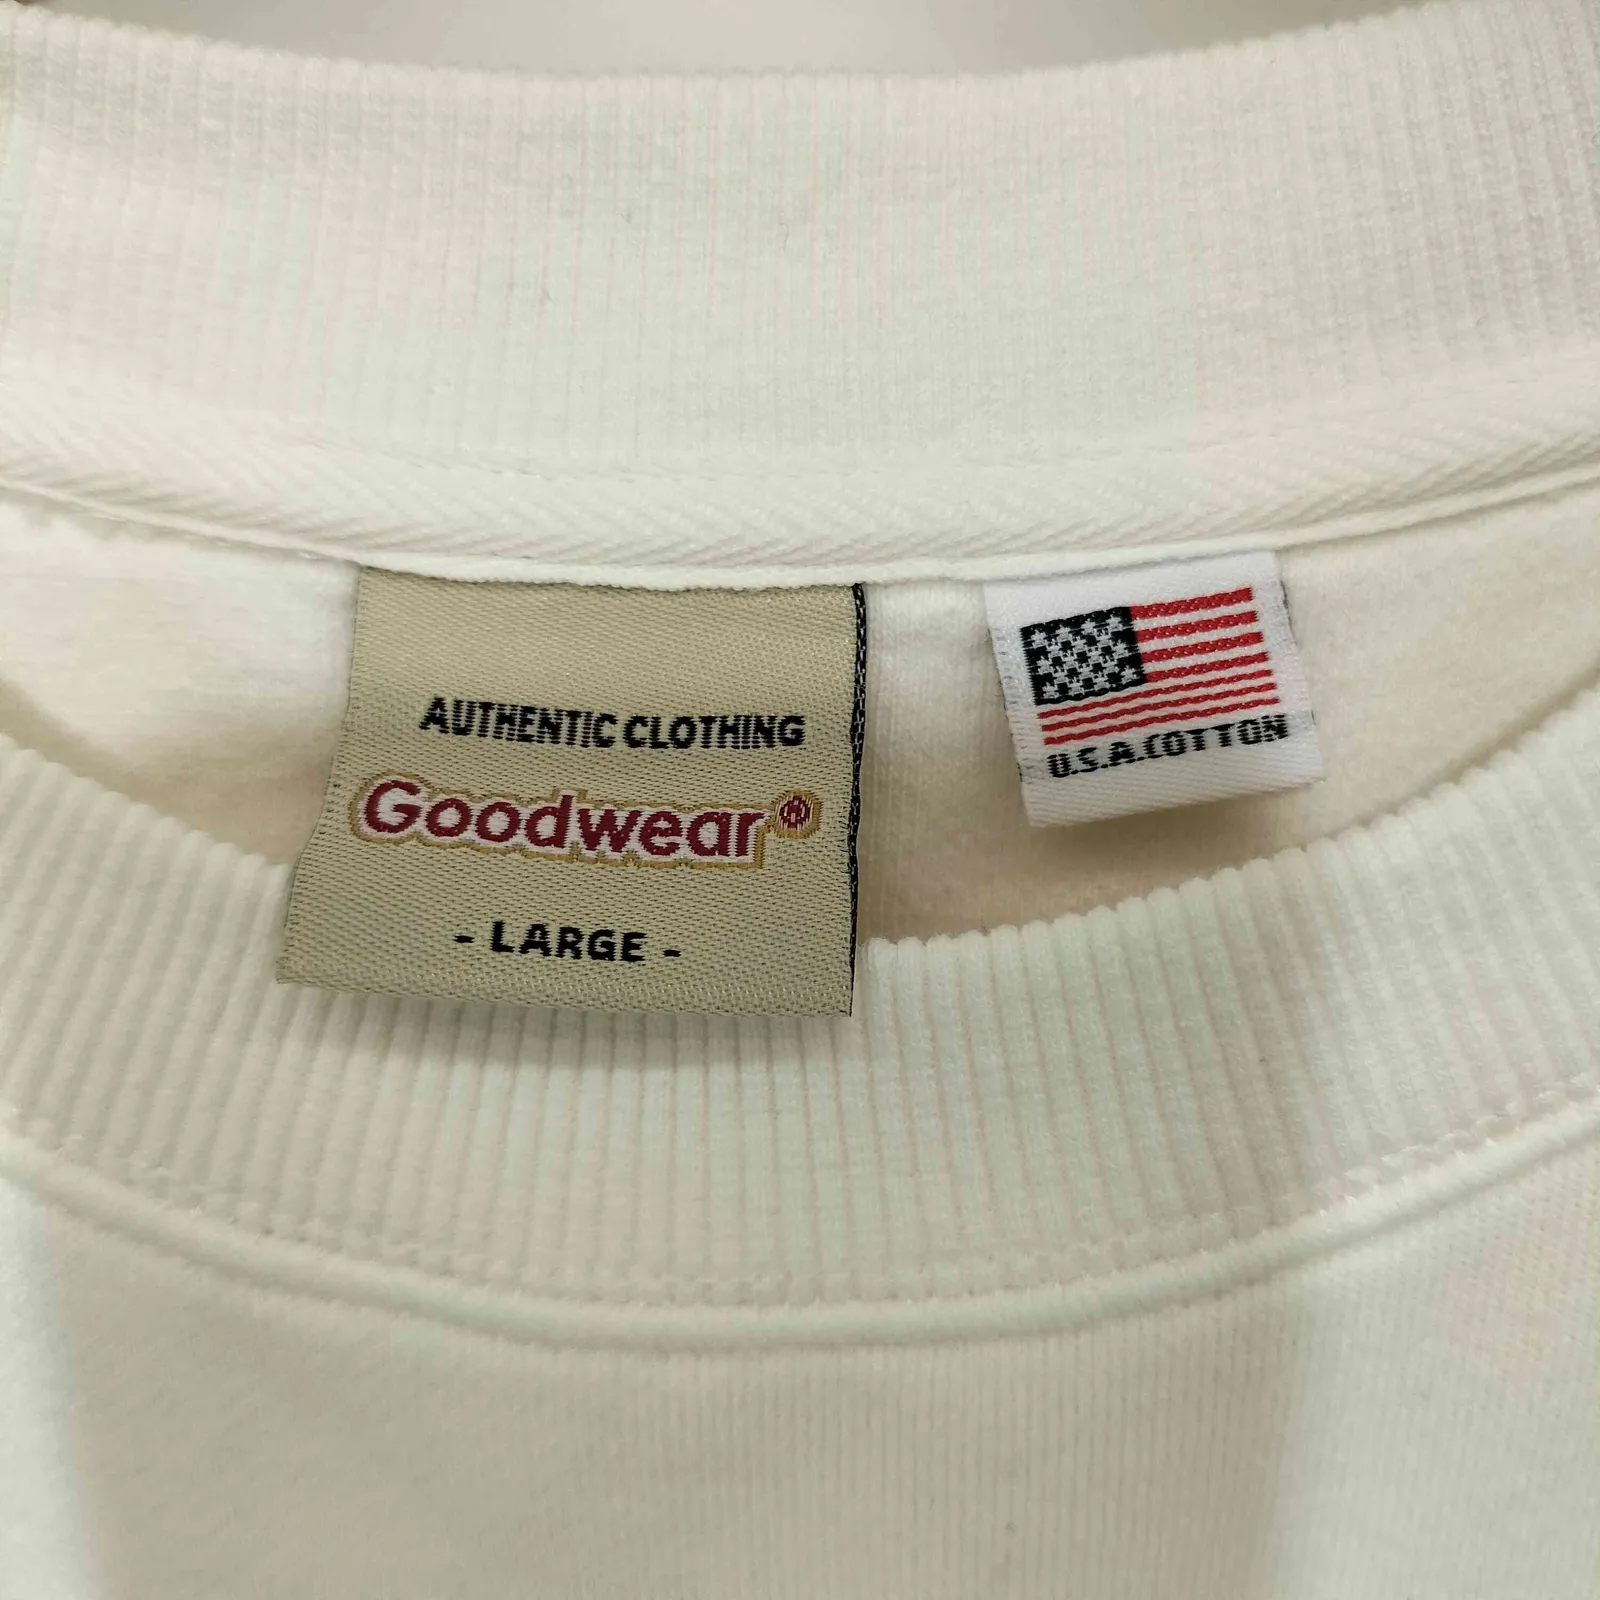 AUTHENTIC CLOTHING
Goodwear®
- LARGE -
U.S.A.COTTON